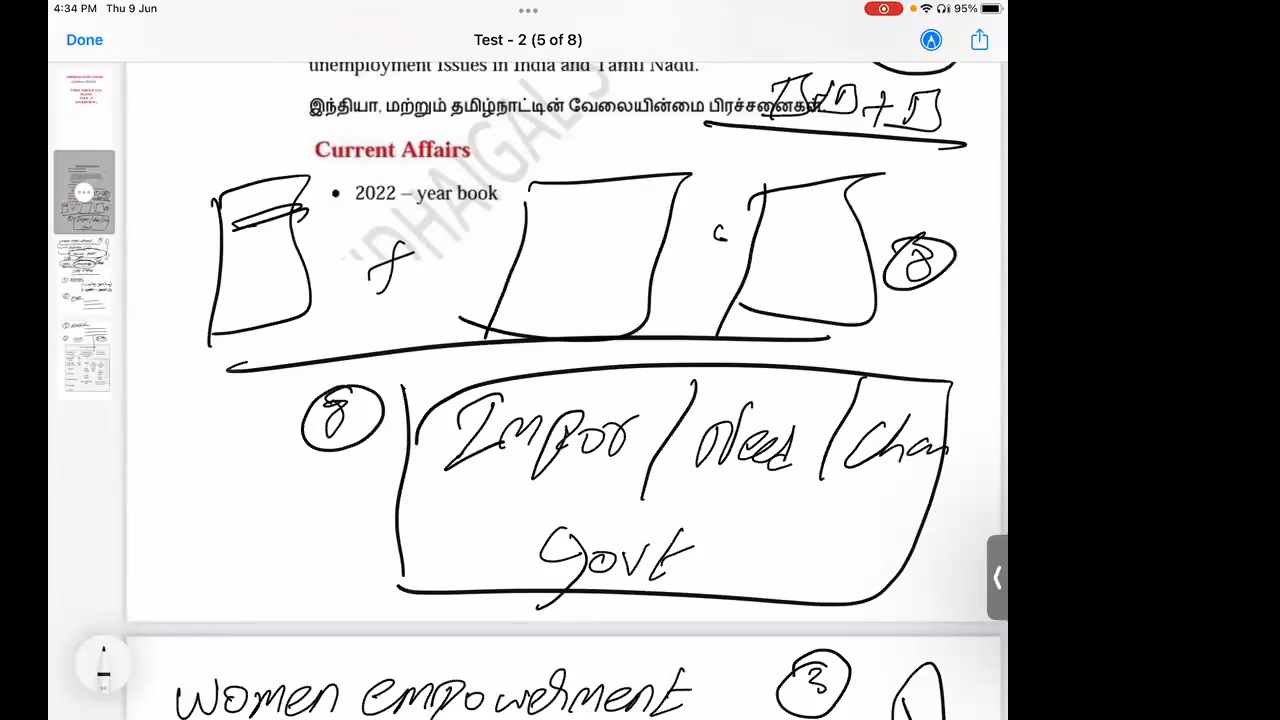 4:34 PM Thu 9 Jun 95%
Done Test - 2 (5 of 8)
unemployment Issues in India and Tamil Nadu.
இந்தியா, மற்றும் தமிழ்நாட்டின் வேலையின்மை பிரச்சனைகள்.
Current Affairs
• 2022 – year book
8
8
Impor / Need / Chan
Govt
women empowerment 3